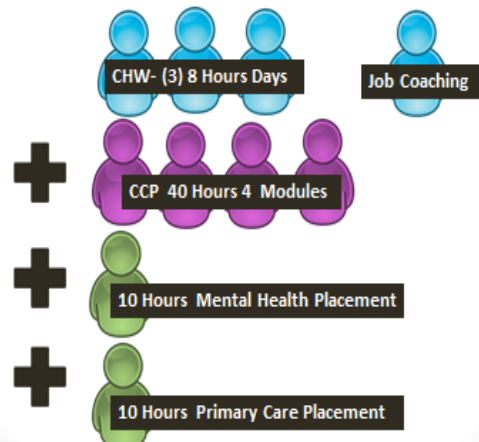 CHW- (3) 8 Hours Days
Job Coaching
CCP 40 Hours 4 Modules
10 Hours Mental Health Placement
10 Hours Primary Care Placement